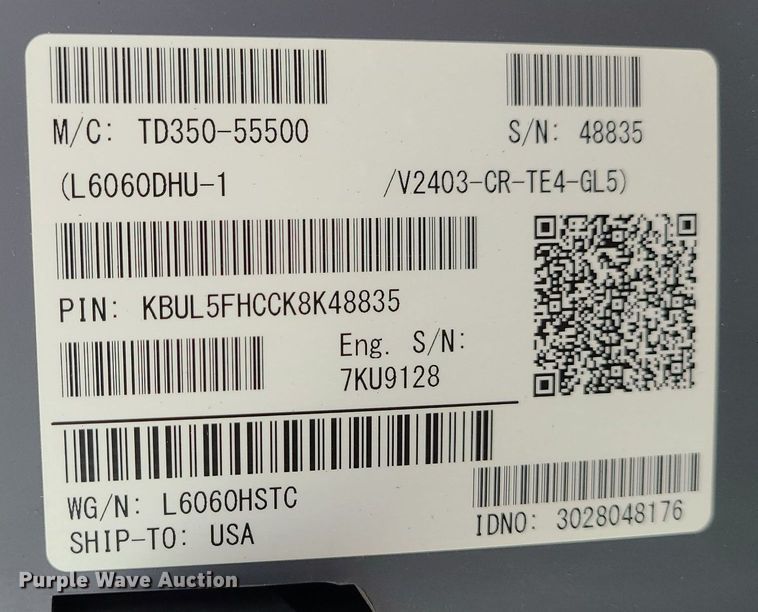 M/C: TD350-55500 S/N: 48835
(L6060DHU-1 /V2403-CR-TE4-GL5)
PIN: KBUL5FHCCK8K48835
Eng. S/N:
7KU9128
WG/N: L6060HSTC
IDNO: 3028048176
SHIP-TO: USA
Purple Wave Auction